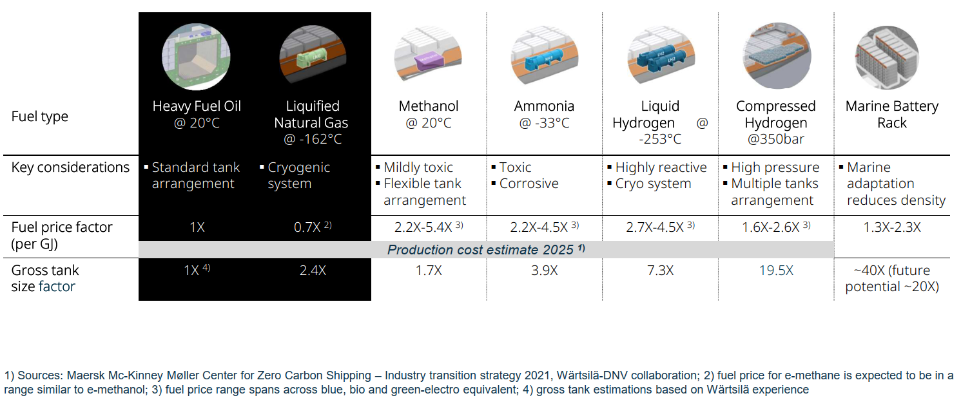 Fuel type
Heavy Fuel Oil
@ 20°C
Liquified
Natural Gas
@ -162°C
Methanol
@ 20°C
Ammonia
@ -33°C
Liquid
Hydrogen @
-253°C
Compressed
Hydrogen
@350bar
Marine Battery
Rack
Key considerations
▪ Standard tank
arrangement
▪ Cryogenic
system
▪ Mildly toxic
▪ Flexible tank
arrangement
▪ Toxic
▪ Corrosive
▪ Highly reactive
▪ Cryo system
▪ High pressure
▪ Multiple tanks
arrangement
▪ Marine
adaptation
reduces density
Fuel price factor
(per GJ)
1X
0.7X 2)
2.2X-5.4X 3)
2.2X-4.5X 3)
2.7X-4.5X 3)
1.6X-2.6X 3)
1.3X-2.3X
Production cost estimate 2025 1)
Gross tank
size factor
1X 4)
2.4X
1.7X
3.9X
7.3X
19.5X
~40X (future
potential ~20X)
1) Sources: Maersk Mc-Kinney Møller Center for Zero Carbon Shipping – Industry transition strategy 2021, Wärtsilä-DNV collaboration; 2) fuel price for e-methane is expected to be in a
range similar to e-methanol; 3) fuel price range spans across blue, bio and green-electro equivalent; 4) gross tank estimations based on Wärtsilä experience